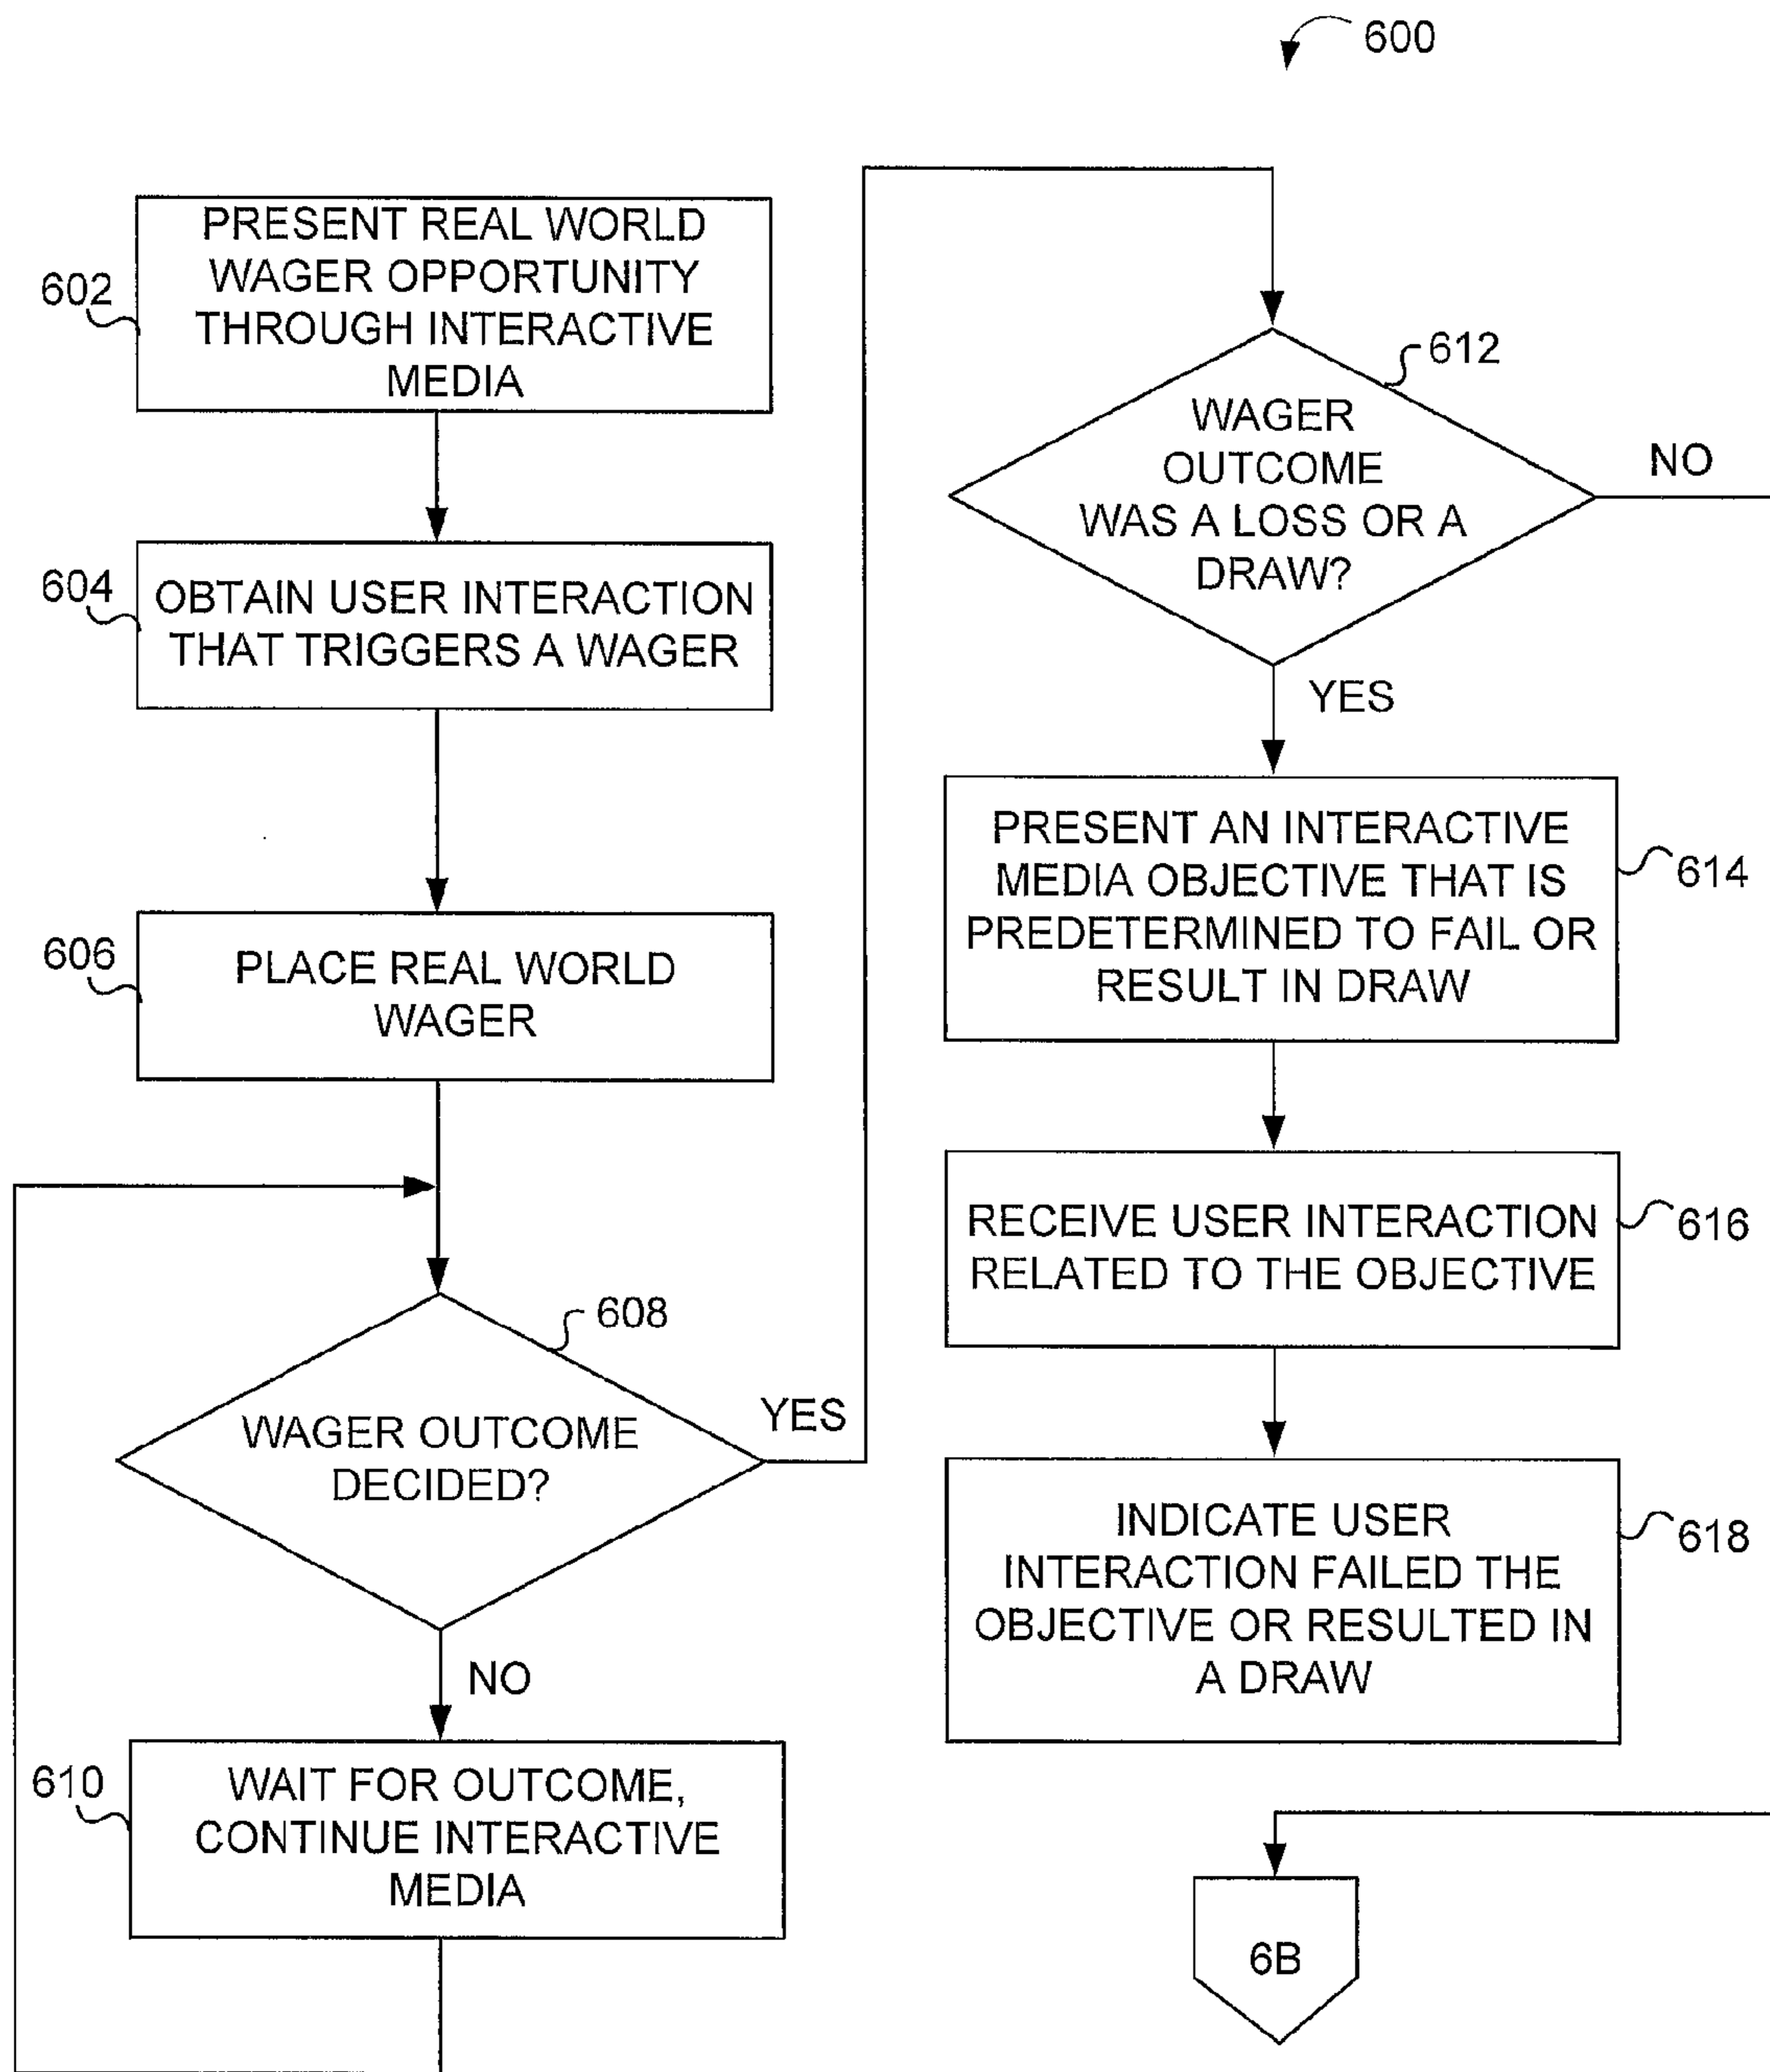 600
602
PRESENT REAL WORLD
WAGER OPPORTUNITY
THROUGH INTERACTIVE
MEDIA
604
OBTAIN USER INTERACTION
THAT TRIGGERS A WAGER
606
PLACE REAL WORLD
WAGER
608
WAGER OUTCOME
DECIDED?
YES
NO
610
WAIT FOR OUTCOME,
CONTINUE INTERACTIVE
MEDIA
612
WAGER
OUTCOME
WAS A LOSS OR A
DRAW?
NO
YES
PRESENT AN INTERACTIVE
MEDIA OBJECTIVE THAT IS
PREDETERMINED TO FAIL OR
RESULT IN DRAW
614
RECEIVE USER INTERACTION
RELATED TO THE OBJECTIVE
616
INDICATE USER
INTERACTION FAILED THE
OBJECTIVE OR RESULTED IN
A DRAW
618
6B